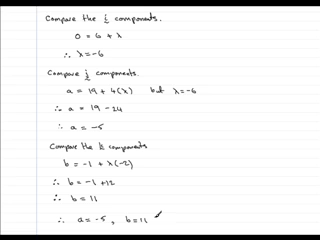 Compare the i components.
0 = 6 + λ
∴ λ = -6
Compare j components.
a = 19 + 4(λ) but λ = -6
∴ a = 19 - 24
∴ a = -5
Compare the k components
b = -1 + λ(-2)
∴ b = -1 + 12
∴ b = 11
∴ a = -5, b = 11